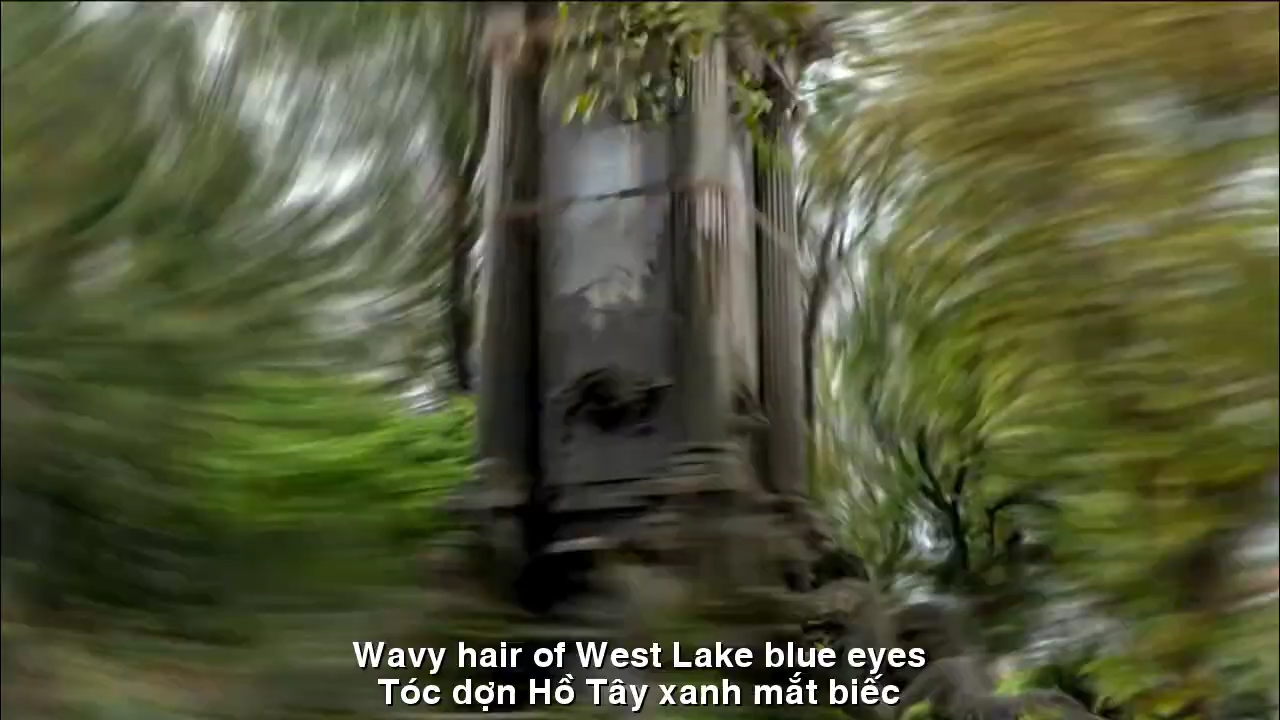 Wavy hair of West Lake blue eyes
Tóc dợn Hồ Tây xanh mắt biếc